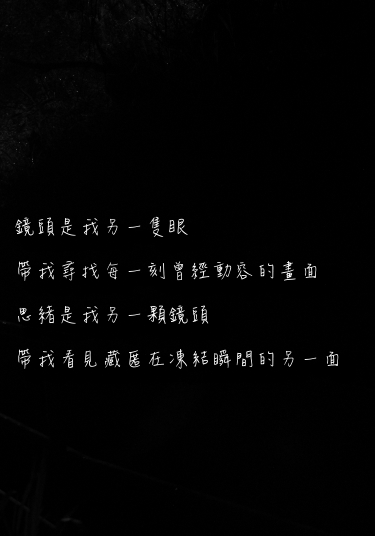 鏡頭是我另一隻眼
帶我尋找每一刻曾經動容的畫面
思緒是我另一顆鏡頭
帶我看見藏匿在凍結瞬間的另一面